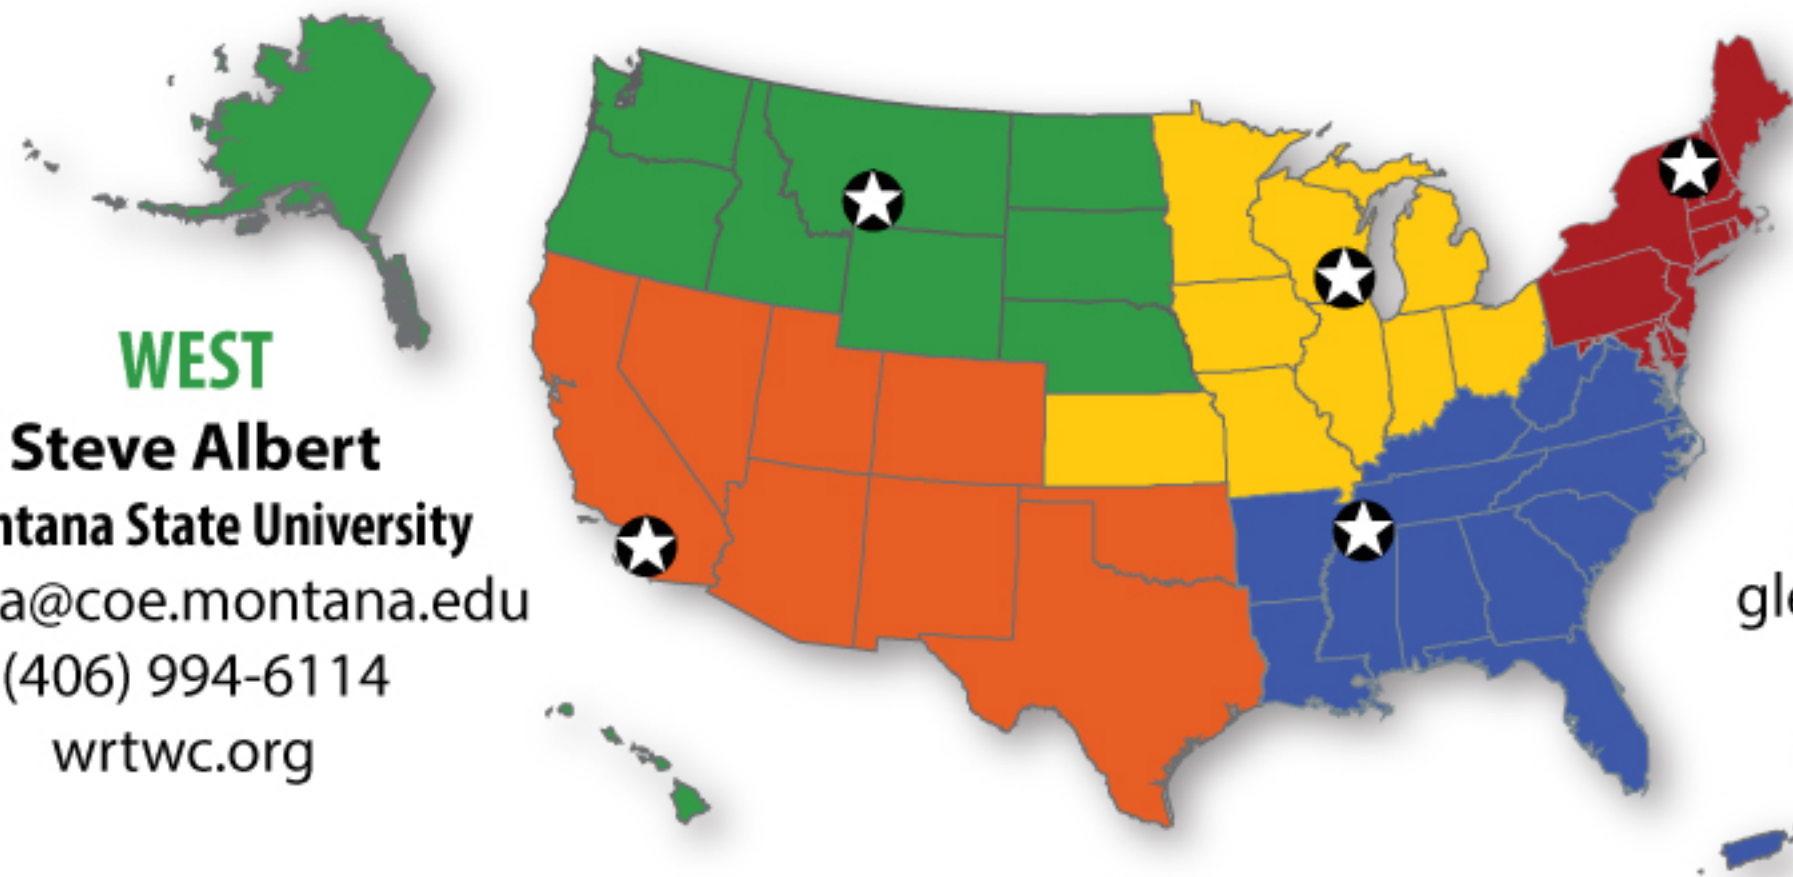 WEST
Steve Albert
ntana State University
a@coe.montana.edu
(406) 994-6114
wrtwc.org
gl